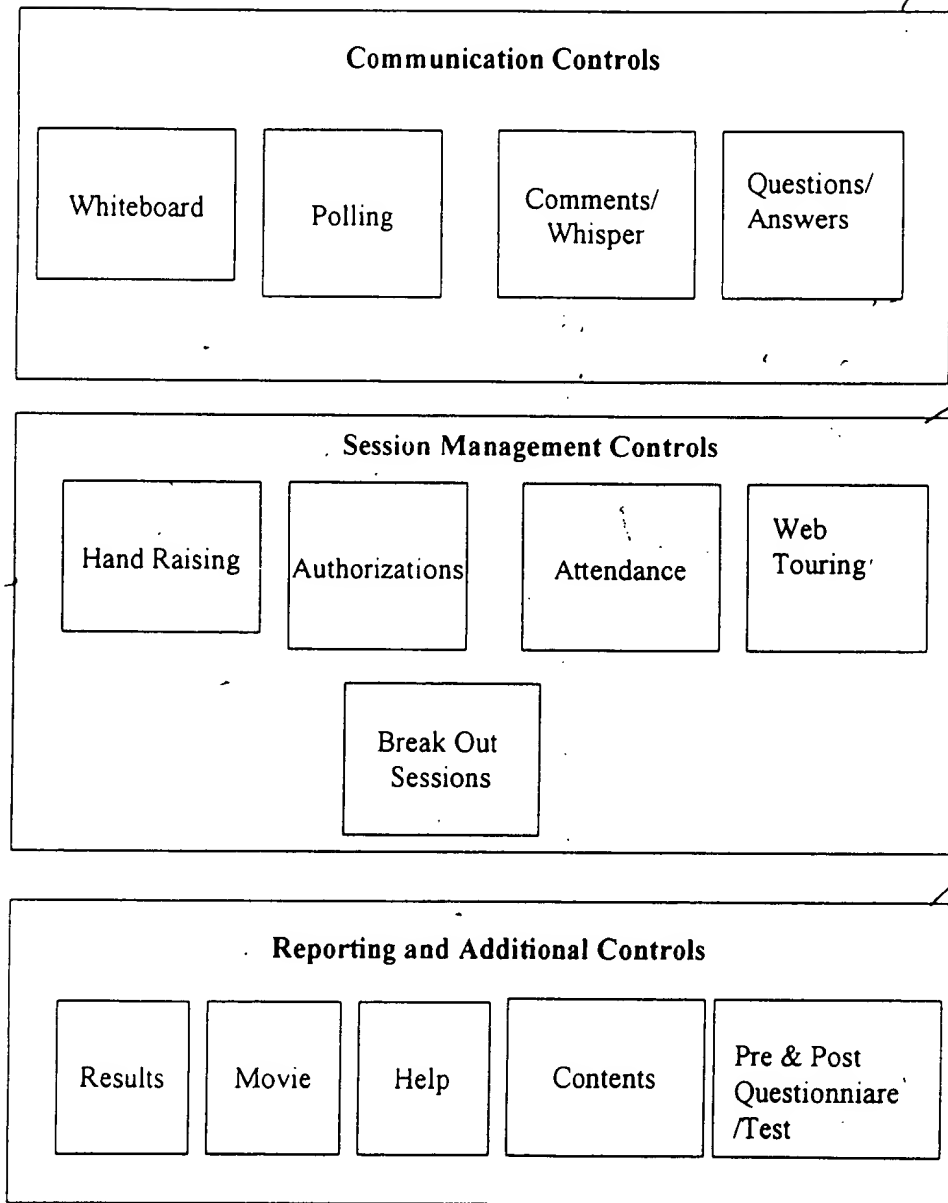 Communication Controls
Whiteboard
Polling
Comments/
Whisper
Questions/
Answers
Session Management Controls
Hand Raising
Authorizations
Attendance
Web
Touring
Break Out
Sessions
Reporting and Additional Controls
Results
Movie
Help
Contents
Pre & Post
Questionniare
/Test